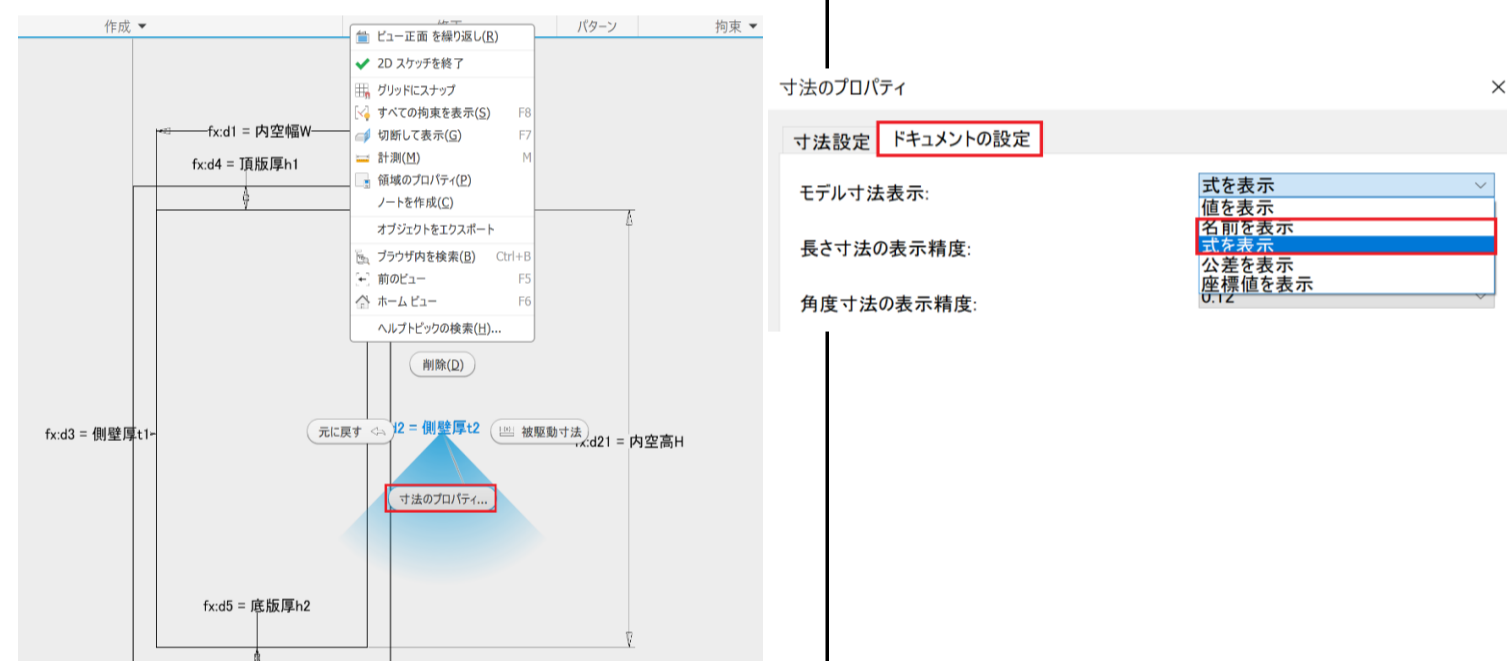 作成 ▼
パターン
拘束 ▼
ビュー正面 を繰り返し(R)
2D スケッチを終了
グリッドにスナップ
すべての拘束を表示(S) F8
切断して表示(G) F7
計測(M) M
領域のプロパティ(P)
ノートを作成(C)
オブジェクトをエクスポート
ブラウザ内を検索(B) Ctrl+B
前のビュー F5
ホーム ビュー F6
ヘルプトピックの検索(H)...
fx:d1 = 内空幅W
fx:d4 = 頂版厚h1
削除(D)
fx:d3 = 側壁厚t1
元に戻す
d2 = 側壁厚t2
被駆動寸法
fx:d21 = 内空高H
寸法のプロパティ...
fx:d5 = 底版厚h2
寸法のプロパティ
寸法設定
ドキュメントの設定
モデル寸法表示:
式を表示
値を表示
名前を表示
式を表示
公差を表示
座標値を表示
長さ寸法の表示精度:
角度寸法の表示精度:
0.12